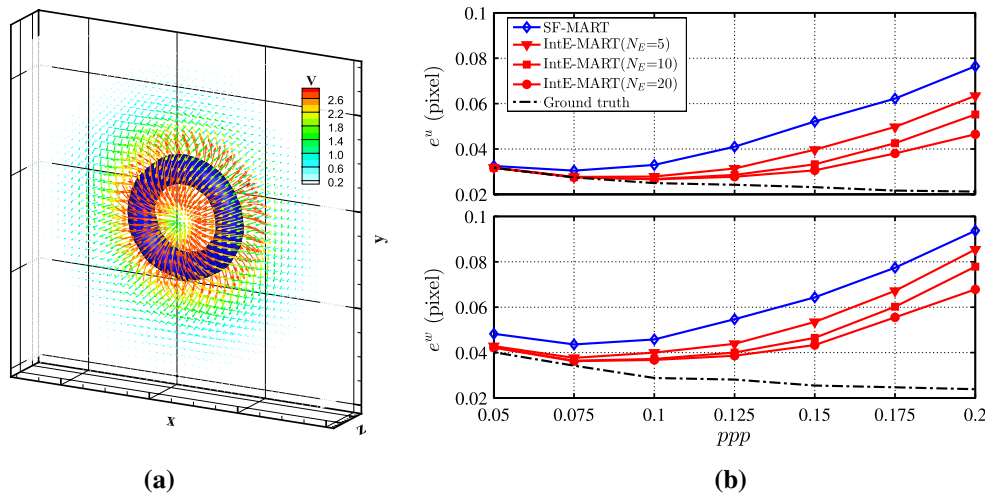 V
2.6
2.2
1.8
1.4
1.0
0.6
0.2
y
x
z
(a)
0.1
0.08
0.06
0.04
0.02
e^u (pixel)
SF-MART
IntE-MART(N_E=5)
IntE-MART(N_E=10)
IntE-MART(N_E=20)
Ground truth
0.1
0.08
0.06
0.04
0.02
e^w (pixel)
0.05 0.075 0.1 0.125 0.15 0.175 0.2
ppp
(b)